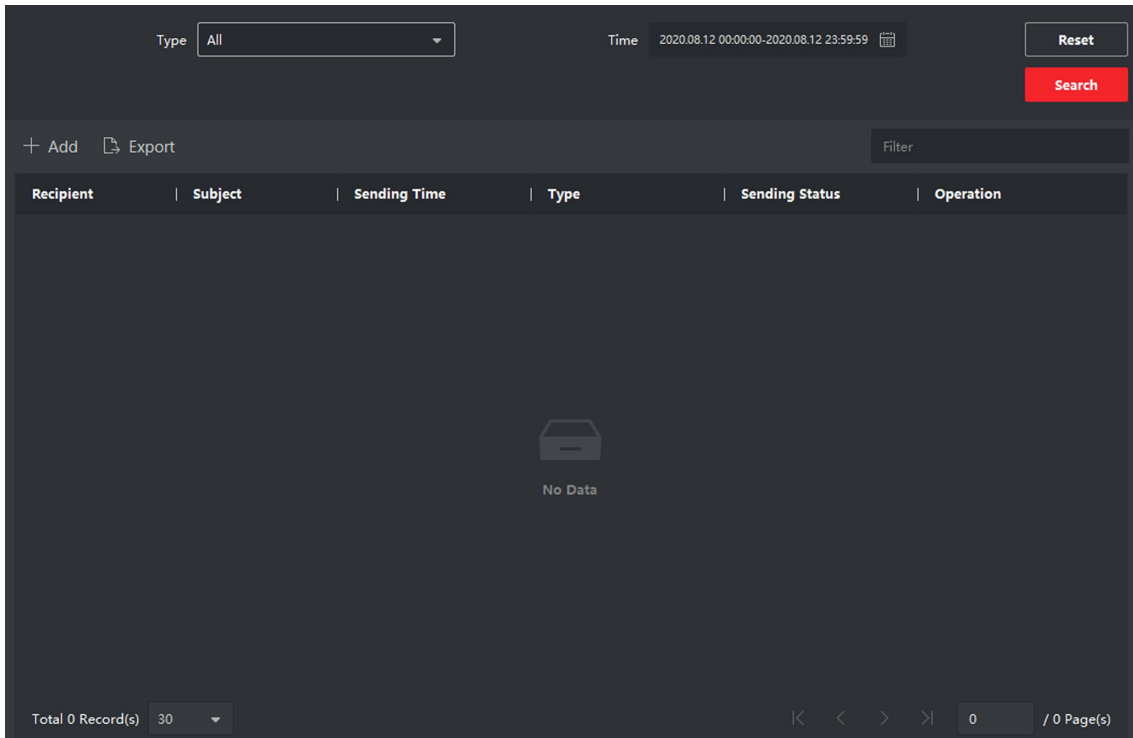 Type All Time 2020.08.12 00:00:00-2020.08.12 23:59:59 Reset
Search
Add Export Filter
Recipient Subject Sending Time Type Sending Status Operation
No Data
Total 0 Record(s) 30 0 / 0 Page(s)